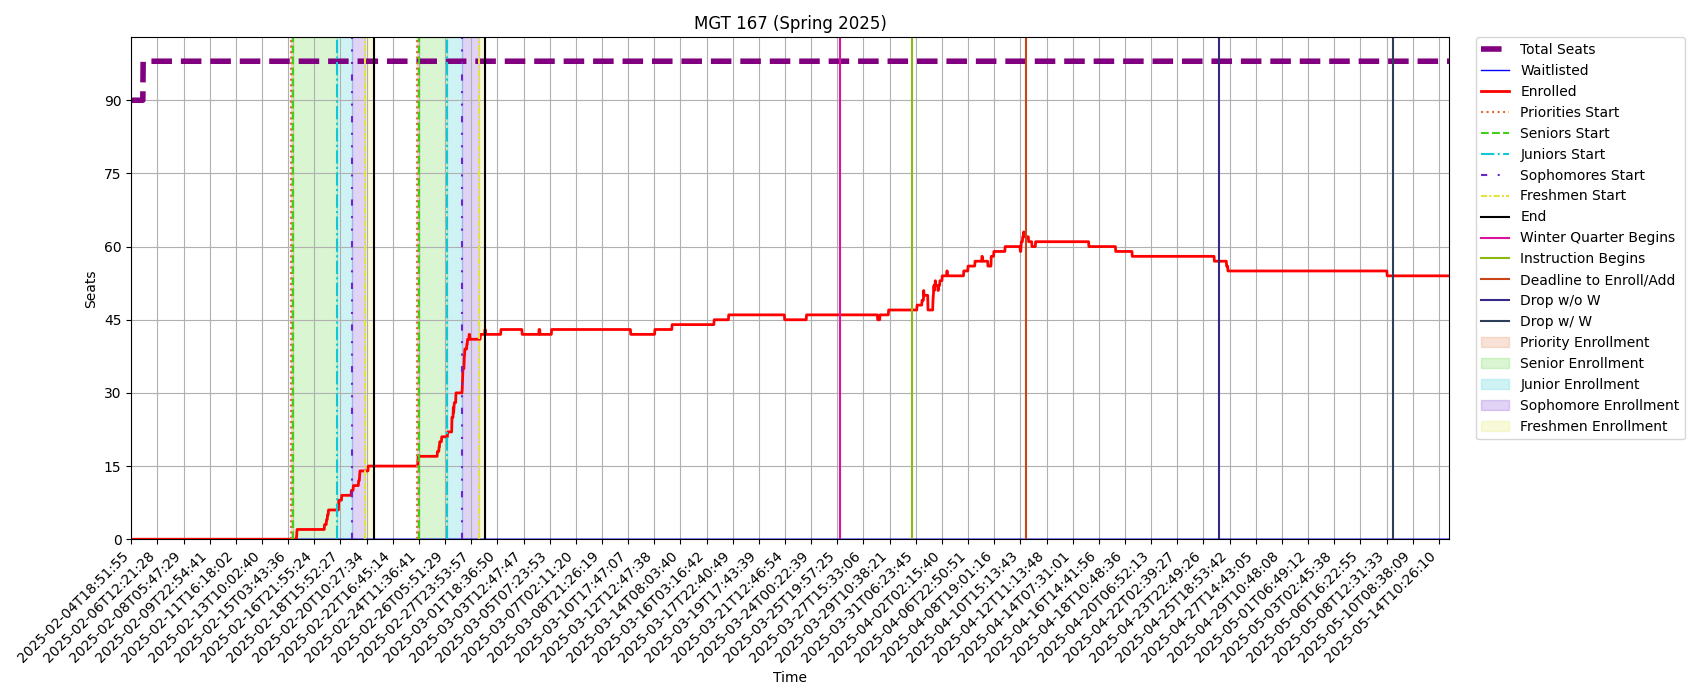 MGT 167 (Spring 2025)
Seats
90
75
60
45
30
15
0
2025-02-04T18:51:55
2025-02-06T12:21:28
2025-02-08T05:47:29
2025-02-09T22:54:41
2025-02-11T16:18:02
2025-02-13T10:02:40
2025-02-15T03:43:36
2025-02-16T21:55:24
2025-02-18T15:52:27
2025-02-20T10:27:34
2025-02-22T16:45:14
2025-02-24T11:36:41
2025-02-26T05:51:29
2025-02-27T23:53:57
2025-03-01T18:36:50
2025-03-03T12:47:47
2025-03-05T07:23:53
2025-03-07T02:11:20
2025-03-08T21:26:19
2025-03-10T17:47:07
2025-03-12T12:47:38
2025-03-14T08:03:40
2025-03-16T03:16:42
2025-03-17T22:40:49
2025-03-19T17:43:39
2025-03-21T12:46:54
2025-03-24T00:22:39
2025-03-25T19:57:25
2025-03-27T15:33:06
2025-03-29T10:38:21
2025-03-31T06:23:45
2025-04-02T02:15:40
2025-04-06T22:50:51
2025-04-08T19:01:16
2025-04-10T15:13:43
2025-04-12T11:13:48
2025-04-14T07:31:01
2025-04-16T14:41:56
2025-04-18T10:48:36
2025-04-20T06:52:13
2025-04-22T02:39:27
2025-04-23T22:49:26
2025-04-25T18:53:42
2025-04-27T14:43:05
2025-04-29T10:48:08
2025-05-01T06:49:12
2025-05-03T02:45:38
2025-05-06T16:22:55
2025-05-08T12:31:33
2025-05-10T08:38:09
2025-05-14T10:26:10
Time
Total Seats
Waitlisted
Enrolled
Priorities Start
Seniors Start
Juniors Start
Sophomores Start
Freshmen Start
End
Winter Quarter Begins
Instruction Begins
Deadline to Enroll/Add
Drop w/o W
Drop w/ W
Priority Enrollment
Senior Enrollment
Junior Enrollment
Sophomore Enrollment
Freshmen Enrollment